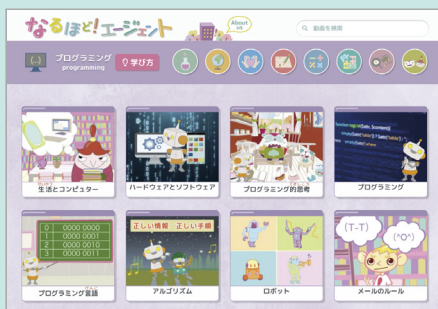 なるほど!エージェント
About us
動画を検索
プログラミング
programming
学び方
生活とコンピューター
ハードウェアとソフトウェア
プログラミング的思考
プログラミング
0 0000 0000
1 0000 0001
2 0000 0010
3 0000 0011
プログラミング言語
正しい情報 正しい手順
アルゴリズム
ロボット
(T-T)
(^O^)
メールのルール